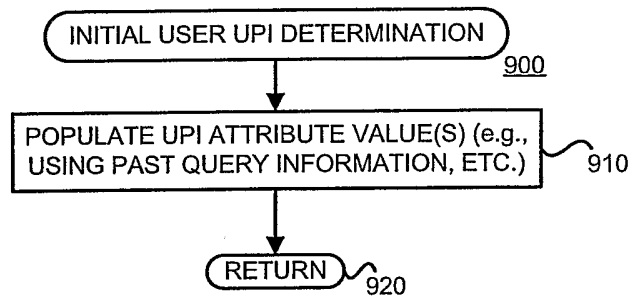 INITIAL USER UPI DETERMINATION
900
POPULATE UPI ATTRIBUTE VALUE(S) (e.g.,
USING PAST QUERY INFORMATION, ETC.)
910
RETURN
920